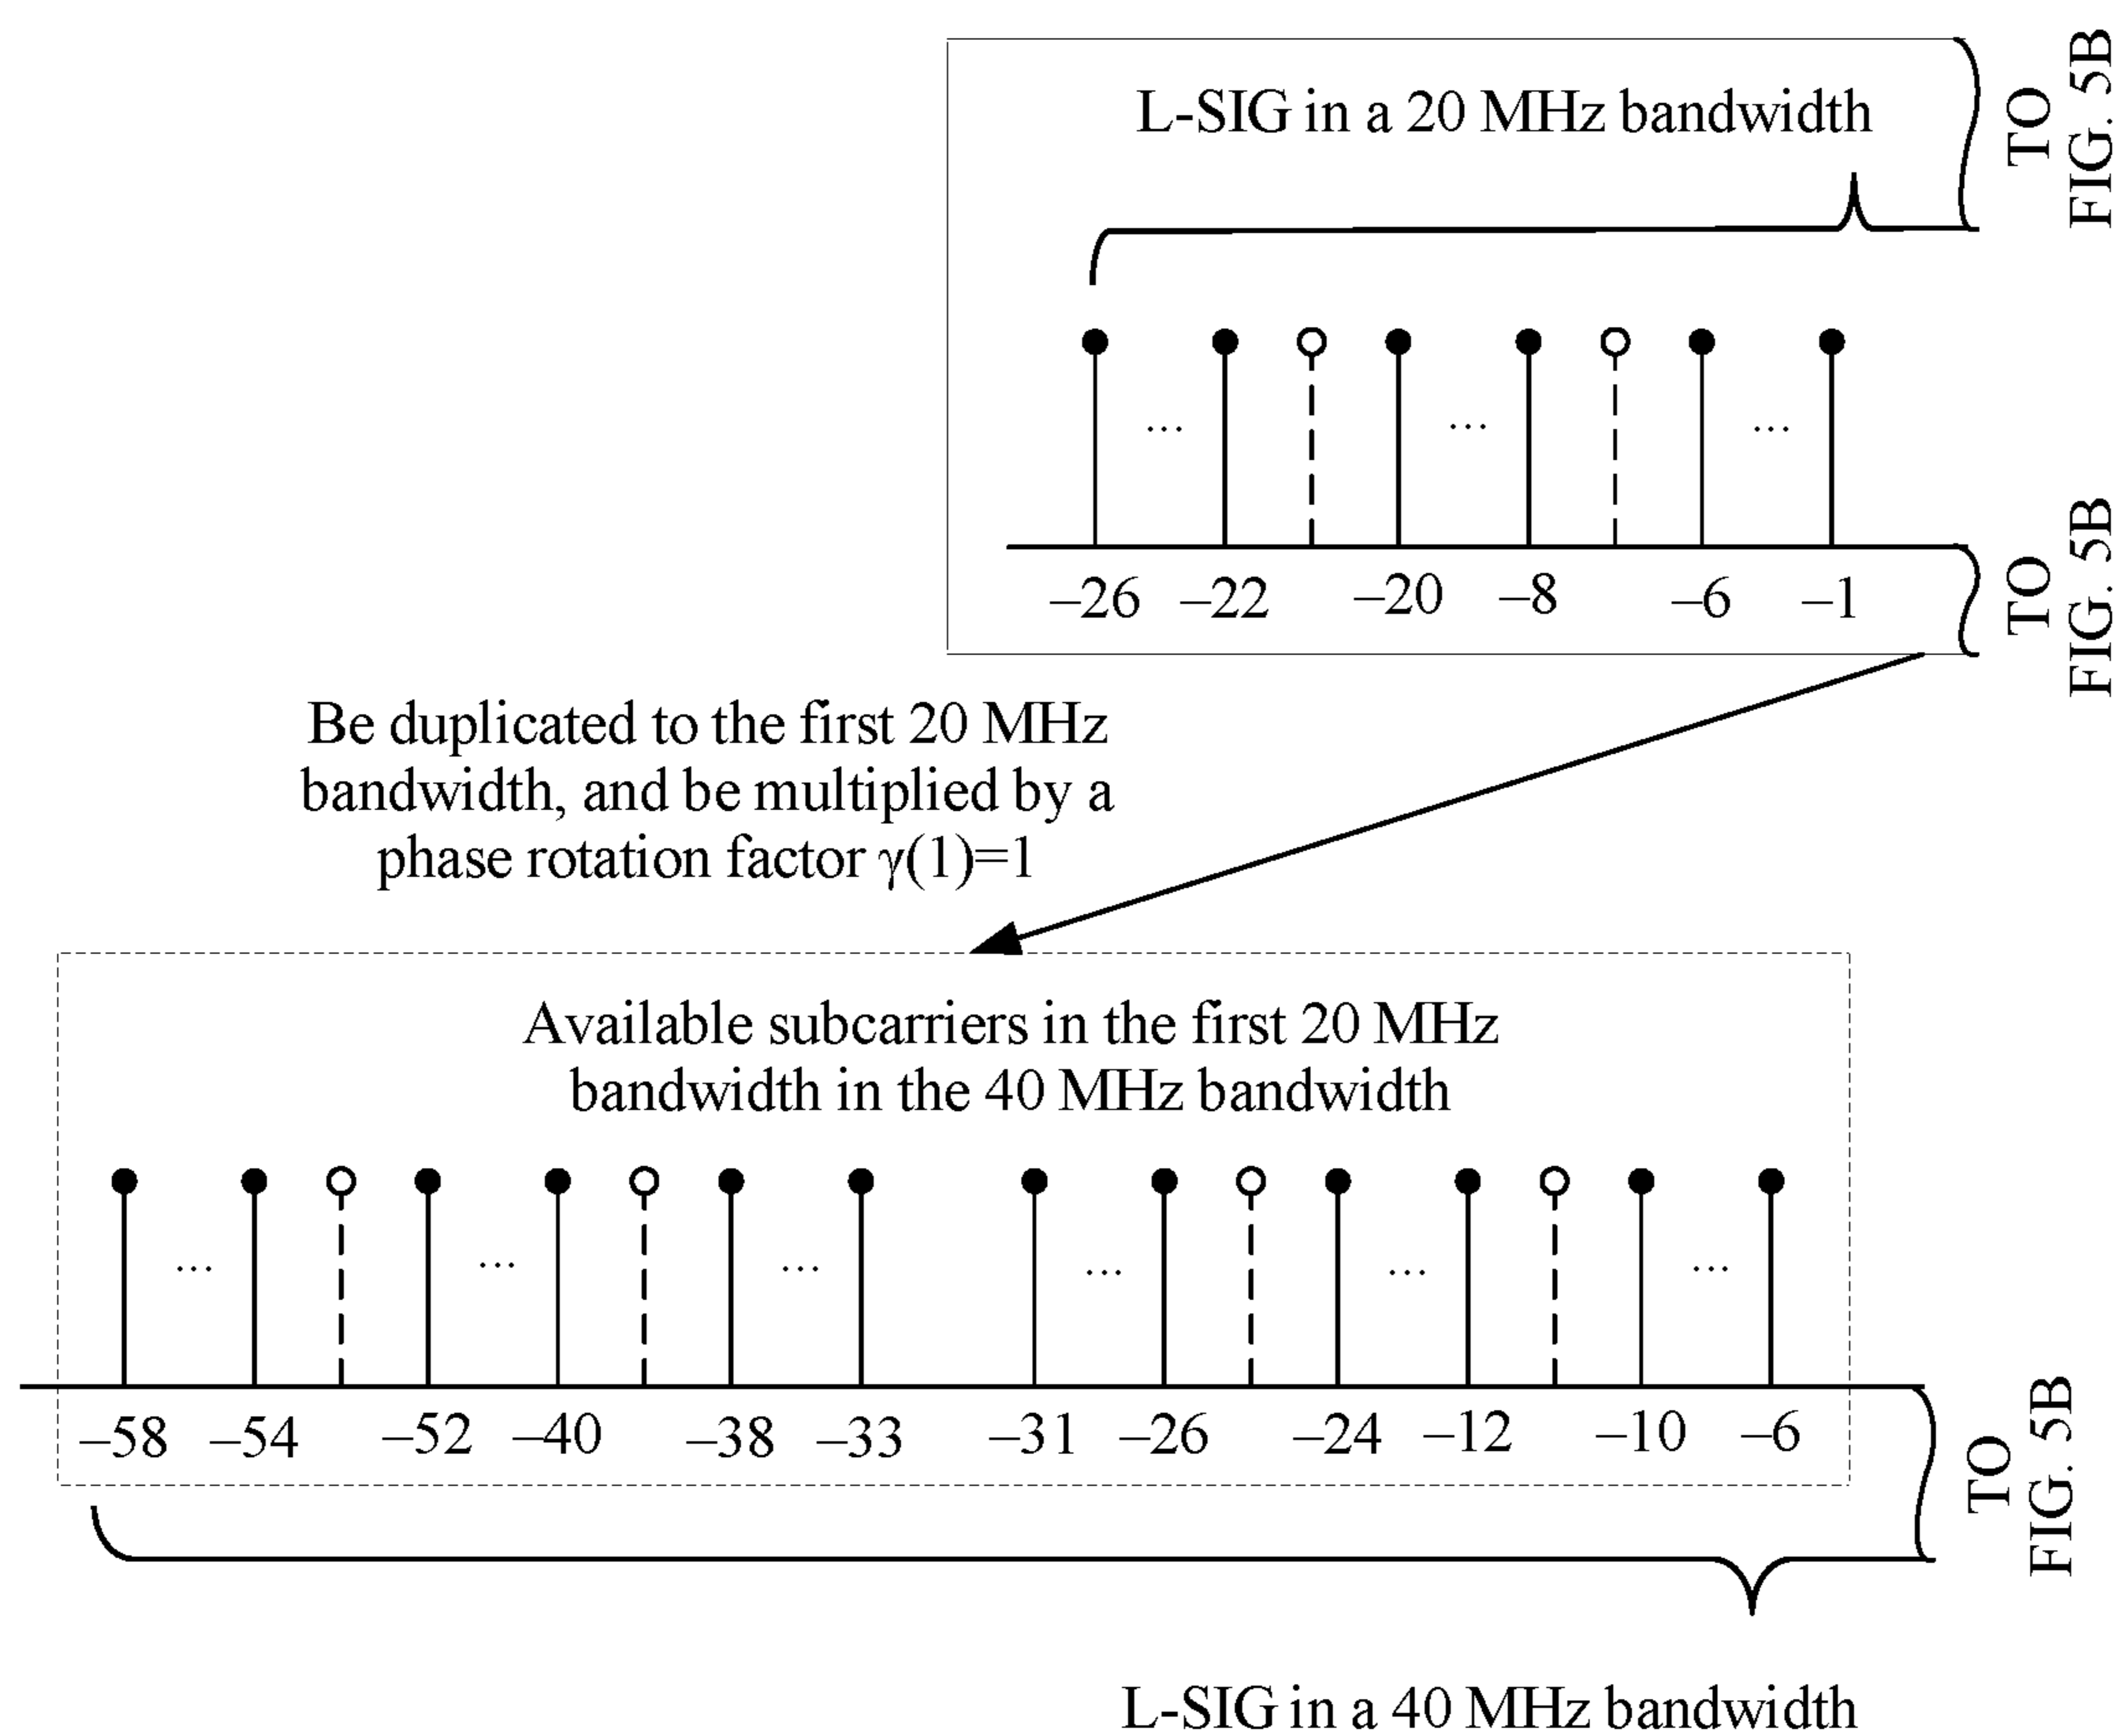 L-SIG in a 20 MHz bandwidth
TO
FIG. 5B
...
...
...
–26 –22 –20 –8 –6 –1
TO
FIG. 5B
Be duplicated to the first 20 MHz
bandwidth, and be multiplied by a
phase rotation factor γ(1)=1
Available subcarriers in the first 20 MHz
bandwidth in the 40 MHz bandwidth
... ... ... ... ... ...
–58 –54 –52 –40 –38 –33 –31 –26 –24 –12 –10 –6
TO
FIG. 5B
L-SIG in a 40 MHz bandwidth